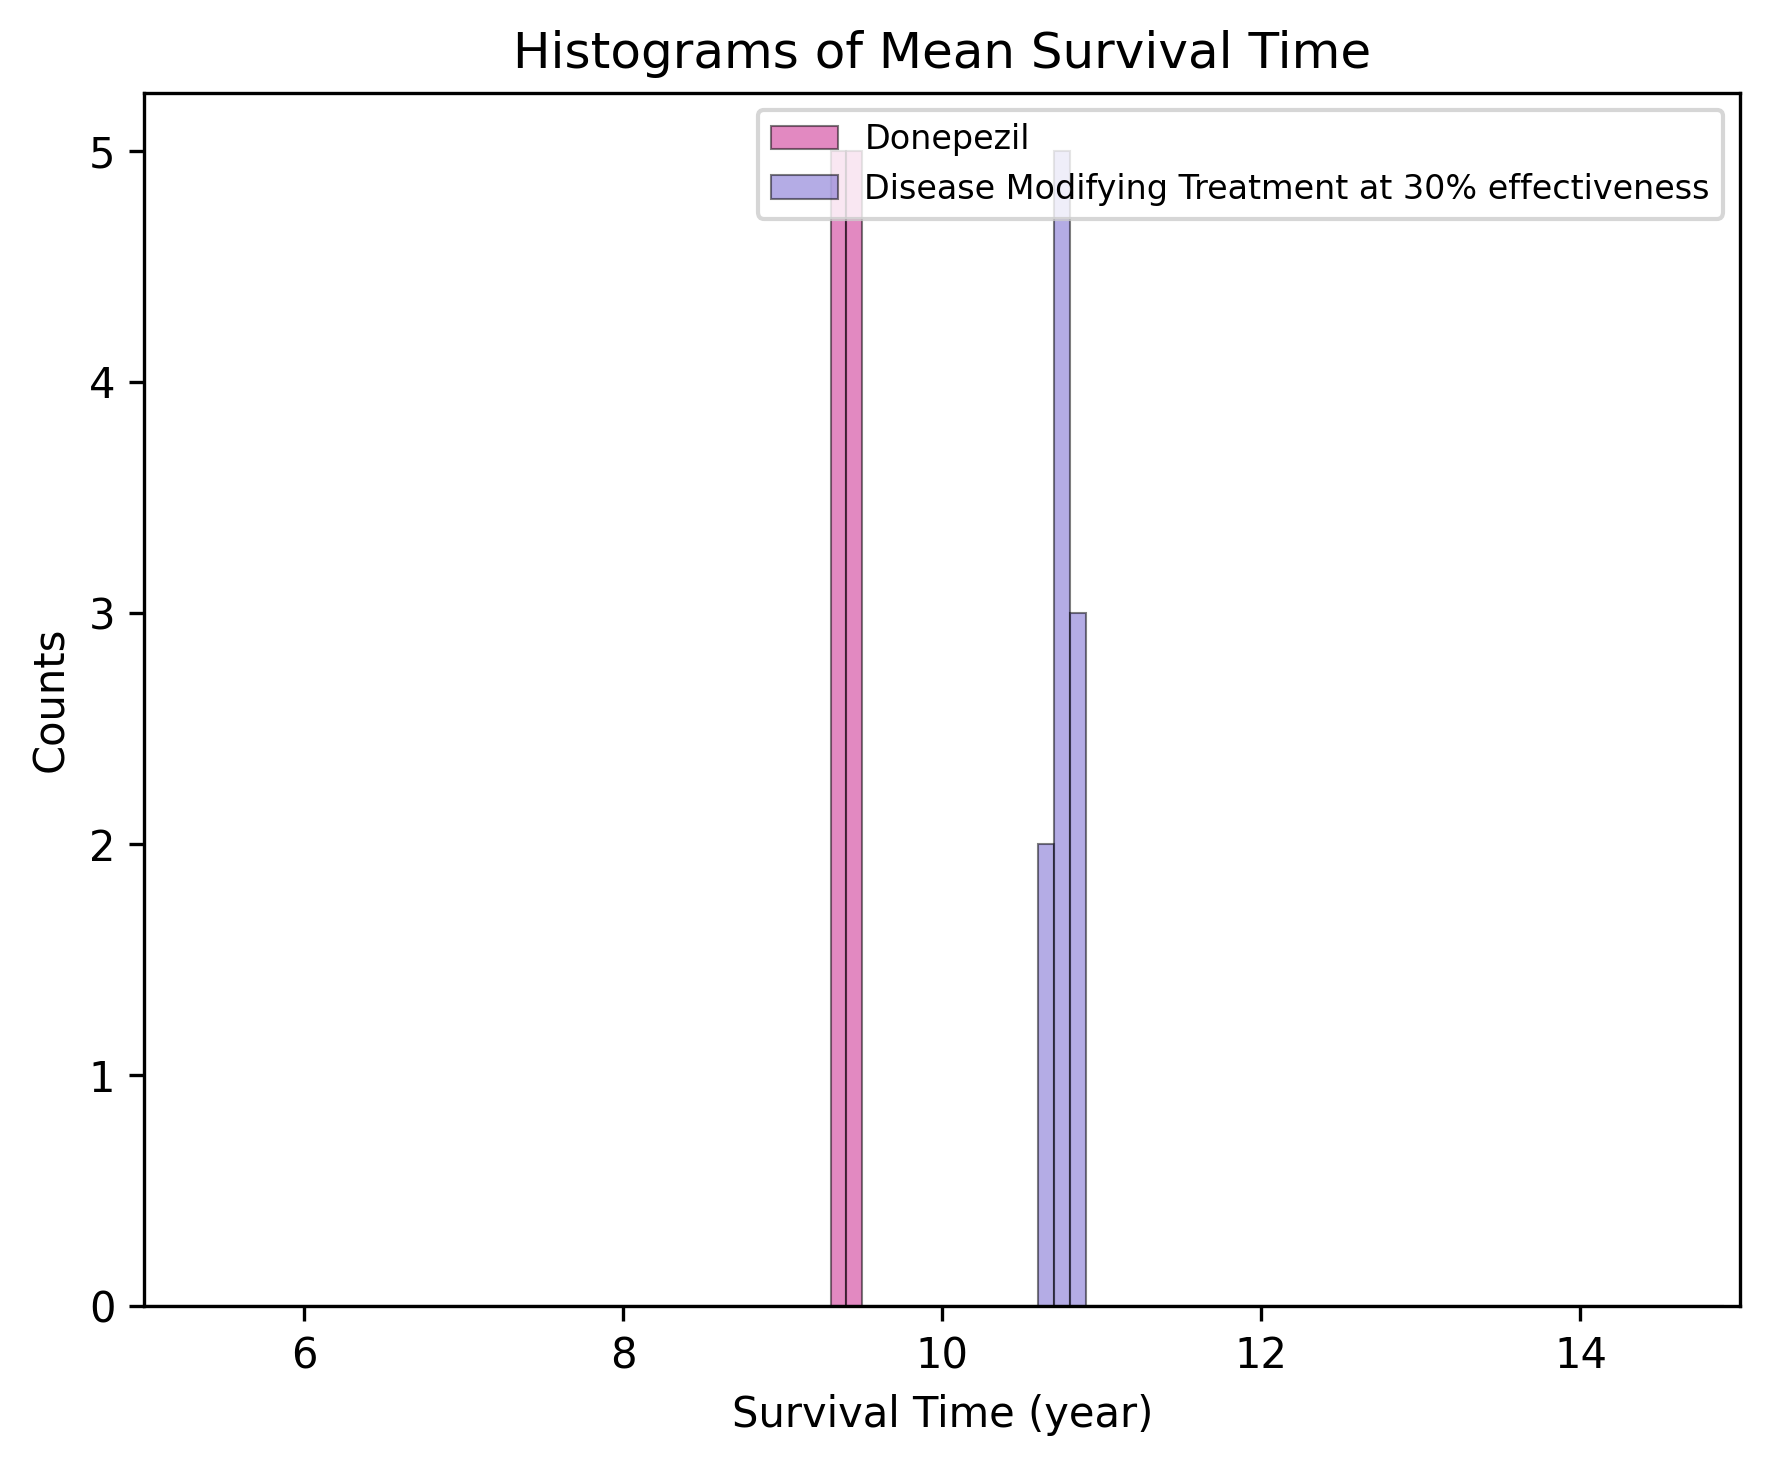 Histograms of Mean Survival Time
Donepezil
Disease Modifying Treatment at 30% effectiveness
5
4
3
2
1
0
Counts
6 8 10 12 14
Survival Time (year)